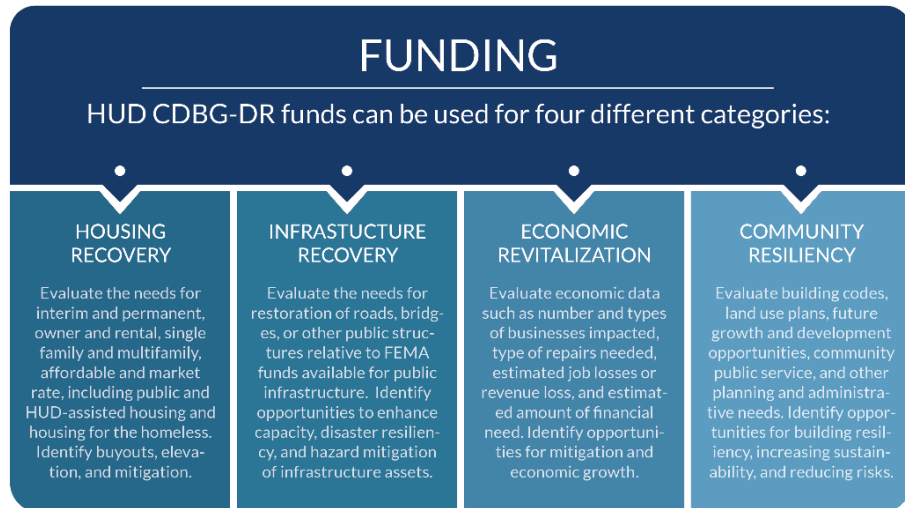 FUNDING
HUD CDBG-DR funds can be used for four different categories:
HOUSING
RECOVERY
Evaluate the needs for
interim and permanent,
owner and rental, single
family and multifamily,
affordable and market
rate, including public and
HUD-assisted housing and
housing for the homeless.
Identify buyouts, eleva-
tion, and mitigation.
INFRASTUCTURE
RECOVERY
Evaluate the needs for
restoration of roads, bridg-
es, or other public struc-
tures relative to FEMA
funds available for public
infrastructure. Identify
opportunities to enhance
capacity, disaster resilien-
cy, and hazard mitigation
of infrastructure assets.
ECONOMIC
REVITALIZATION
Evaluate economic data
such as number and types
of businesses impacted,
type of repairs needed,
estimated job losses or
revenue loss, and estimat-
ed amount of financial
need. Identify opportuni-
ties for mitigation and
economic growth.
COMMUNITY
RESILIENCY
Evaluate building codes,
land use plans, future
growth and development
opportunities, community
public service, and other
planning and administra-
tive needs. Identify oppor-
tunities for building resil-
iency, increasing sustain-
ability, and reducing risks.